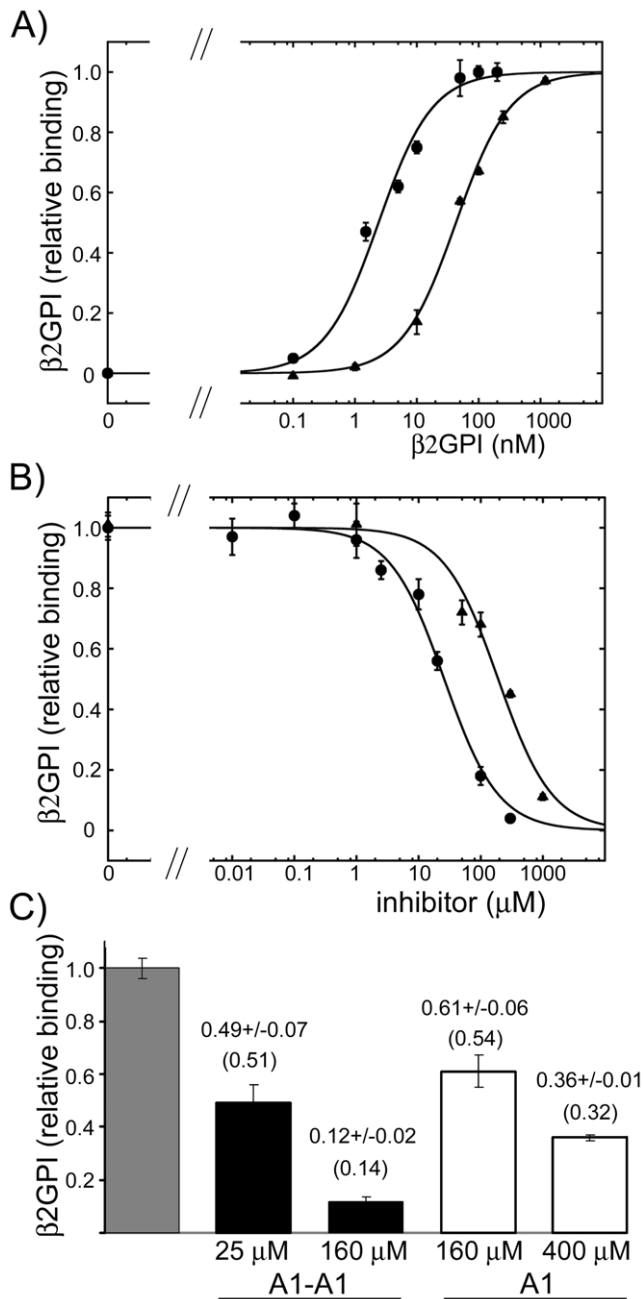 A)
β2GPI (relative binding)
1.0
0.8
0.6
0.4
0.2
0
0 0.1 1 10 100 1000
β2GPI (nM)
B)
β2GPI (relative binding)
1.0
0.8
0.6
0.4
0.2
0
0 0.01 0.1 1 10 100 1000
inhibitor (μM)
C)
β2GPI (relative binding)
1.0
0.8
0.6
0.4
0.2
0.49+/-0.07
(0.51)
0.12+/-0.02
(0.14)
0.61+/-0.06
(0.54)
0.36+/-0.01
(0.32)
25 μM 160 μM 160 μM 400 μM
A1-A1 A1